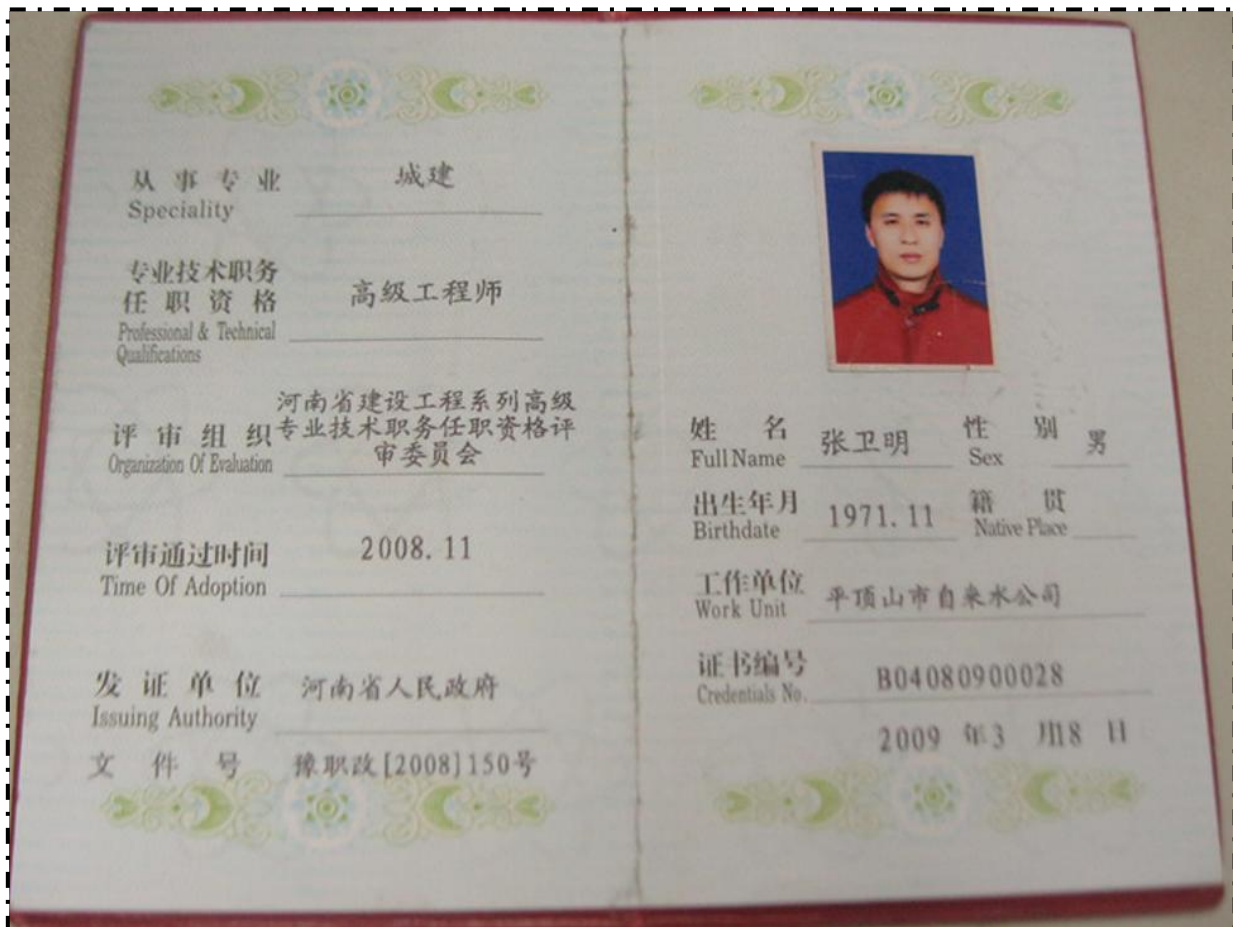 从事专业 城建
Speciality
专业技术职务
任职资格 高级工程师
Professional & Technical
Qualifications
河南省建设工程系列高级
评审组织 专业技术职务任职资格评
Organization Of Evaluation 审委员会
评审通过时间 2008.11
Time Of Adoption
发证单位 河南省人民政府
Issuing Authority
文件号 豫职政[2008]150号
姓名 张卫明 性别 男
Full Name Sex
出生年月 1971.11 籍贯
Birthdate Native Place
工作单位 平顶山市自来水公司
Work Unit
证书编号 B04080900028
Credentials No.
2009 年3 月18 日